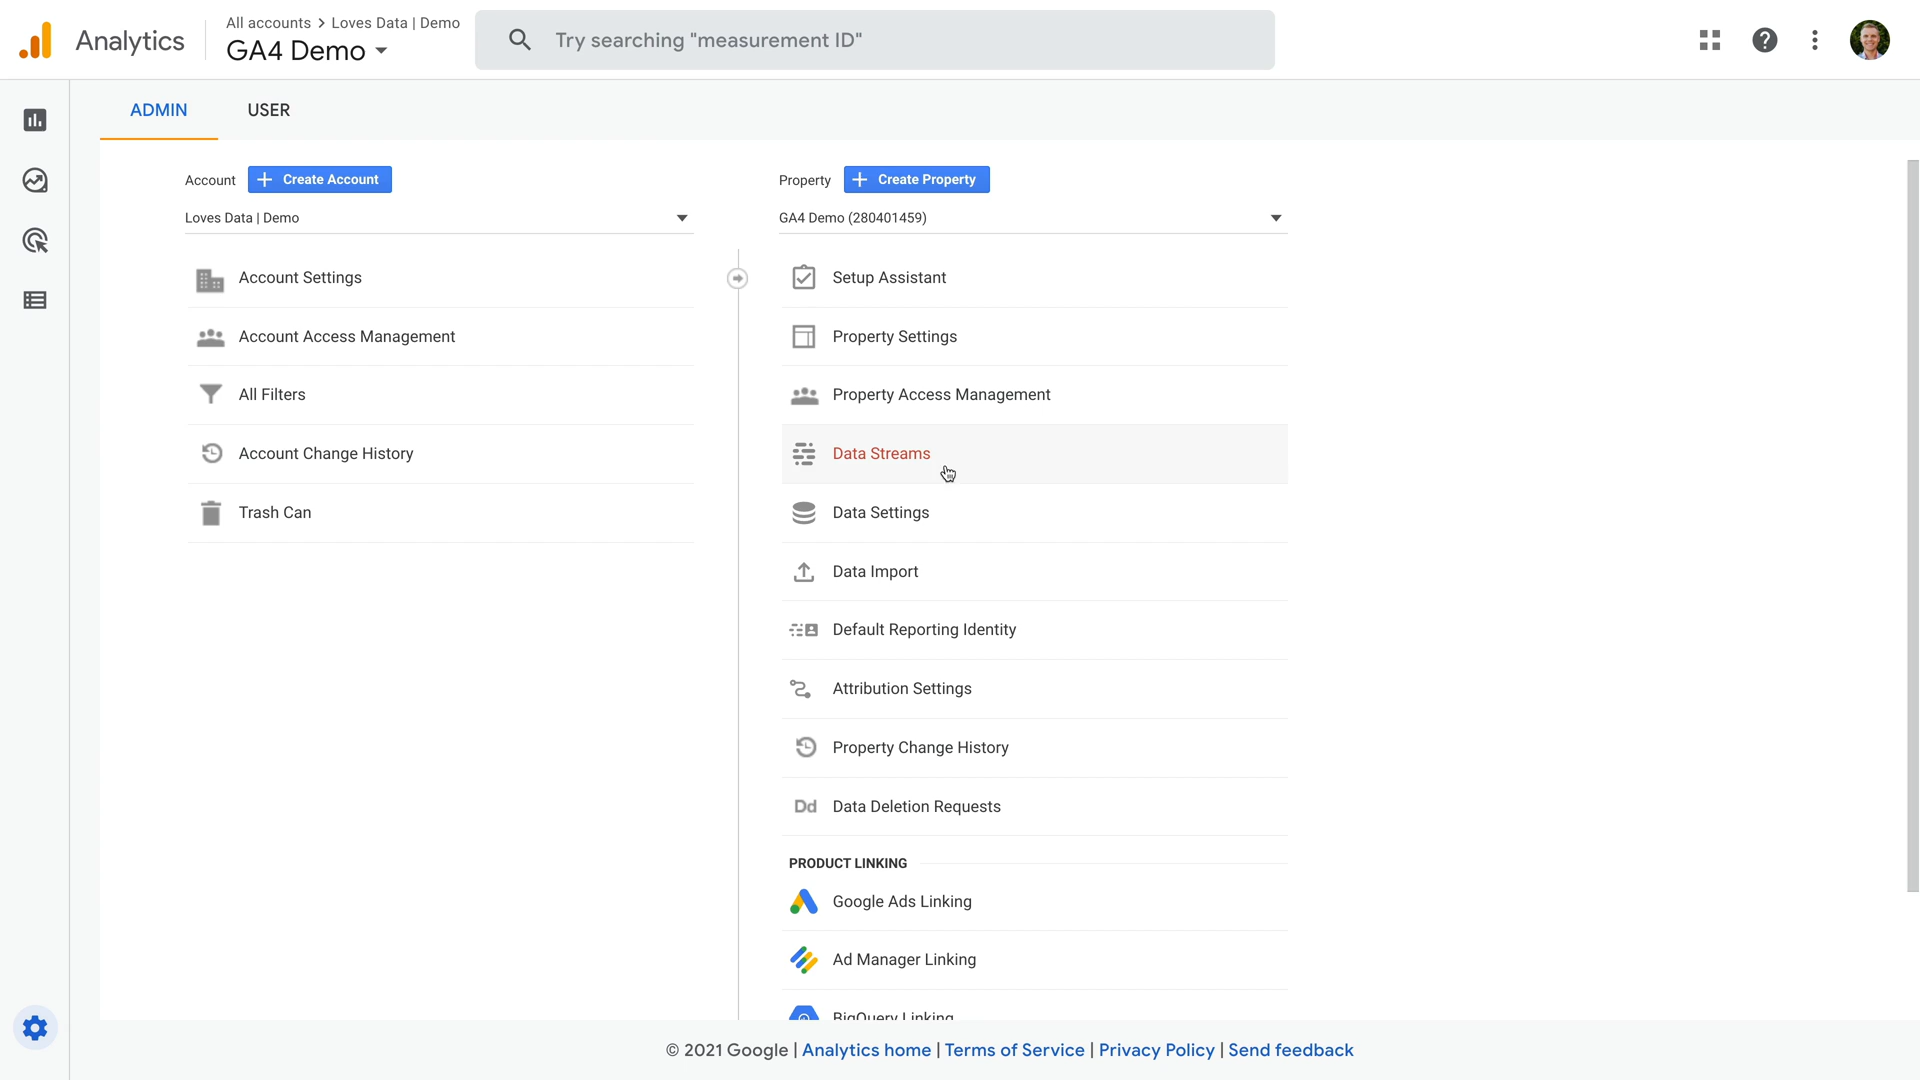 Analytics
All accounts > Loves Data | Demo
GA4 Demo
Try searching "measurement ID"
ADMIN
USER
Account
Create Account
Loves Data | Demo
Account Settings
Account Access Management
All Filters
Account Change History
Trash Can
Property
Create Property
GA4 Demo (280401459)
Setup Assistant
Property Settings
Property Access Management
Data Streams
Data Settings
Data Import
Default Reporting Identity
Attribution Settings
Property Change History
Dd Data Deletion Requests
PRODUCT LINKING
Google Ads Linking
Ad Manager Linking
BigQuery Linking
© 2021 Google | Analytics home | Terms of Service | Privacy Policy | Send feedback